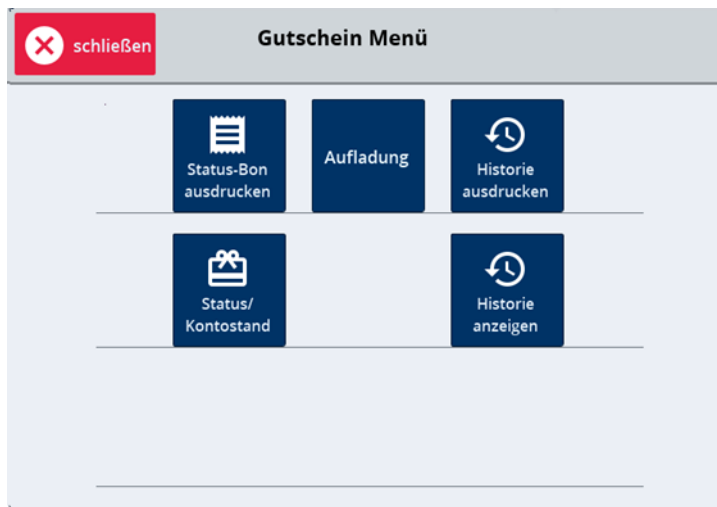 schließen
Gutschein Menü
Status-Bon
ausdrucken
Aufladung
Historie
ausdrucken
Status/
Kontostand
Historie
anzeigen